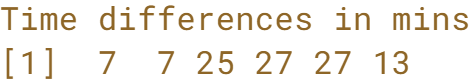 Time differences in mins
[1]  7  7 25 27 27 13